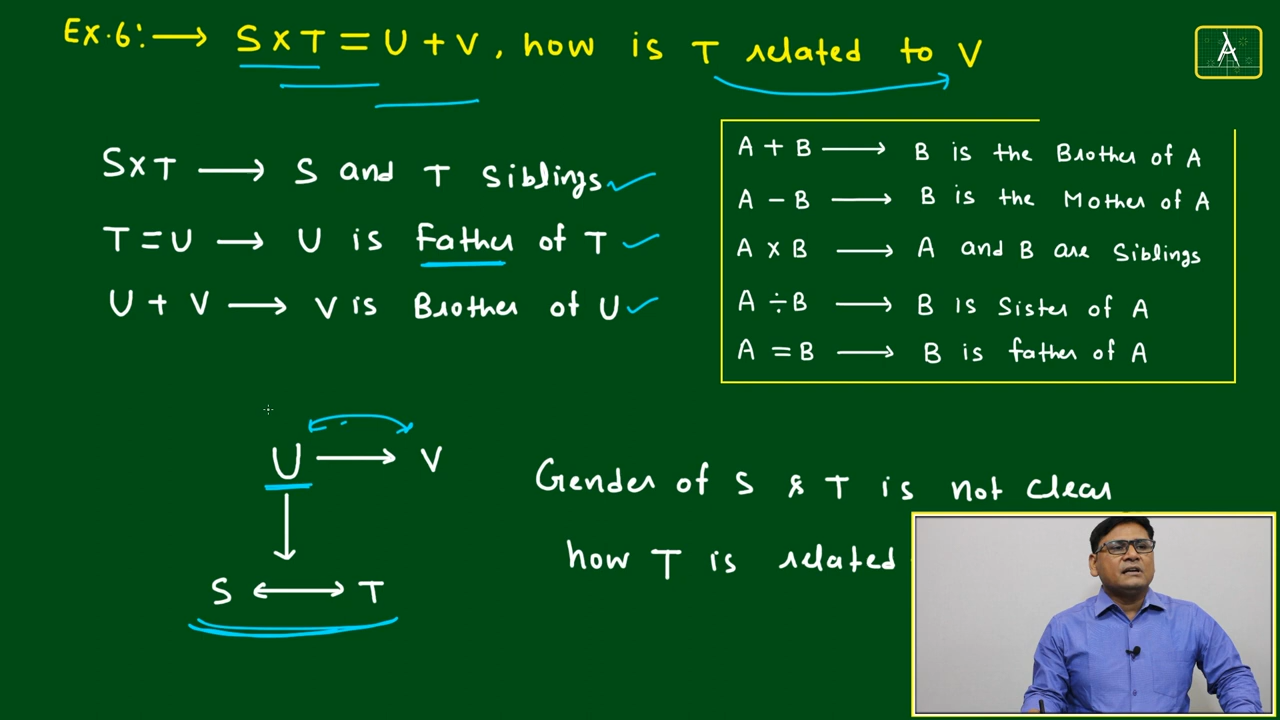 Ex.6:→ S×T=U+V, how is T related to V
A
S×T → S and T Siblings
T=U → U is Father of T
U+V → V is Brother of U
A + B → B is the Brother of A
A − B → B is the Mother of A
A × B → A and B are Siblings
A ÷ B → B is Sister of A
A = B → B is father of A
U → V
S ↔ T
Gender of S & T is not clear
how T is related